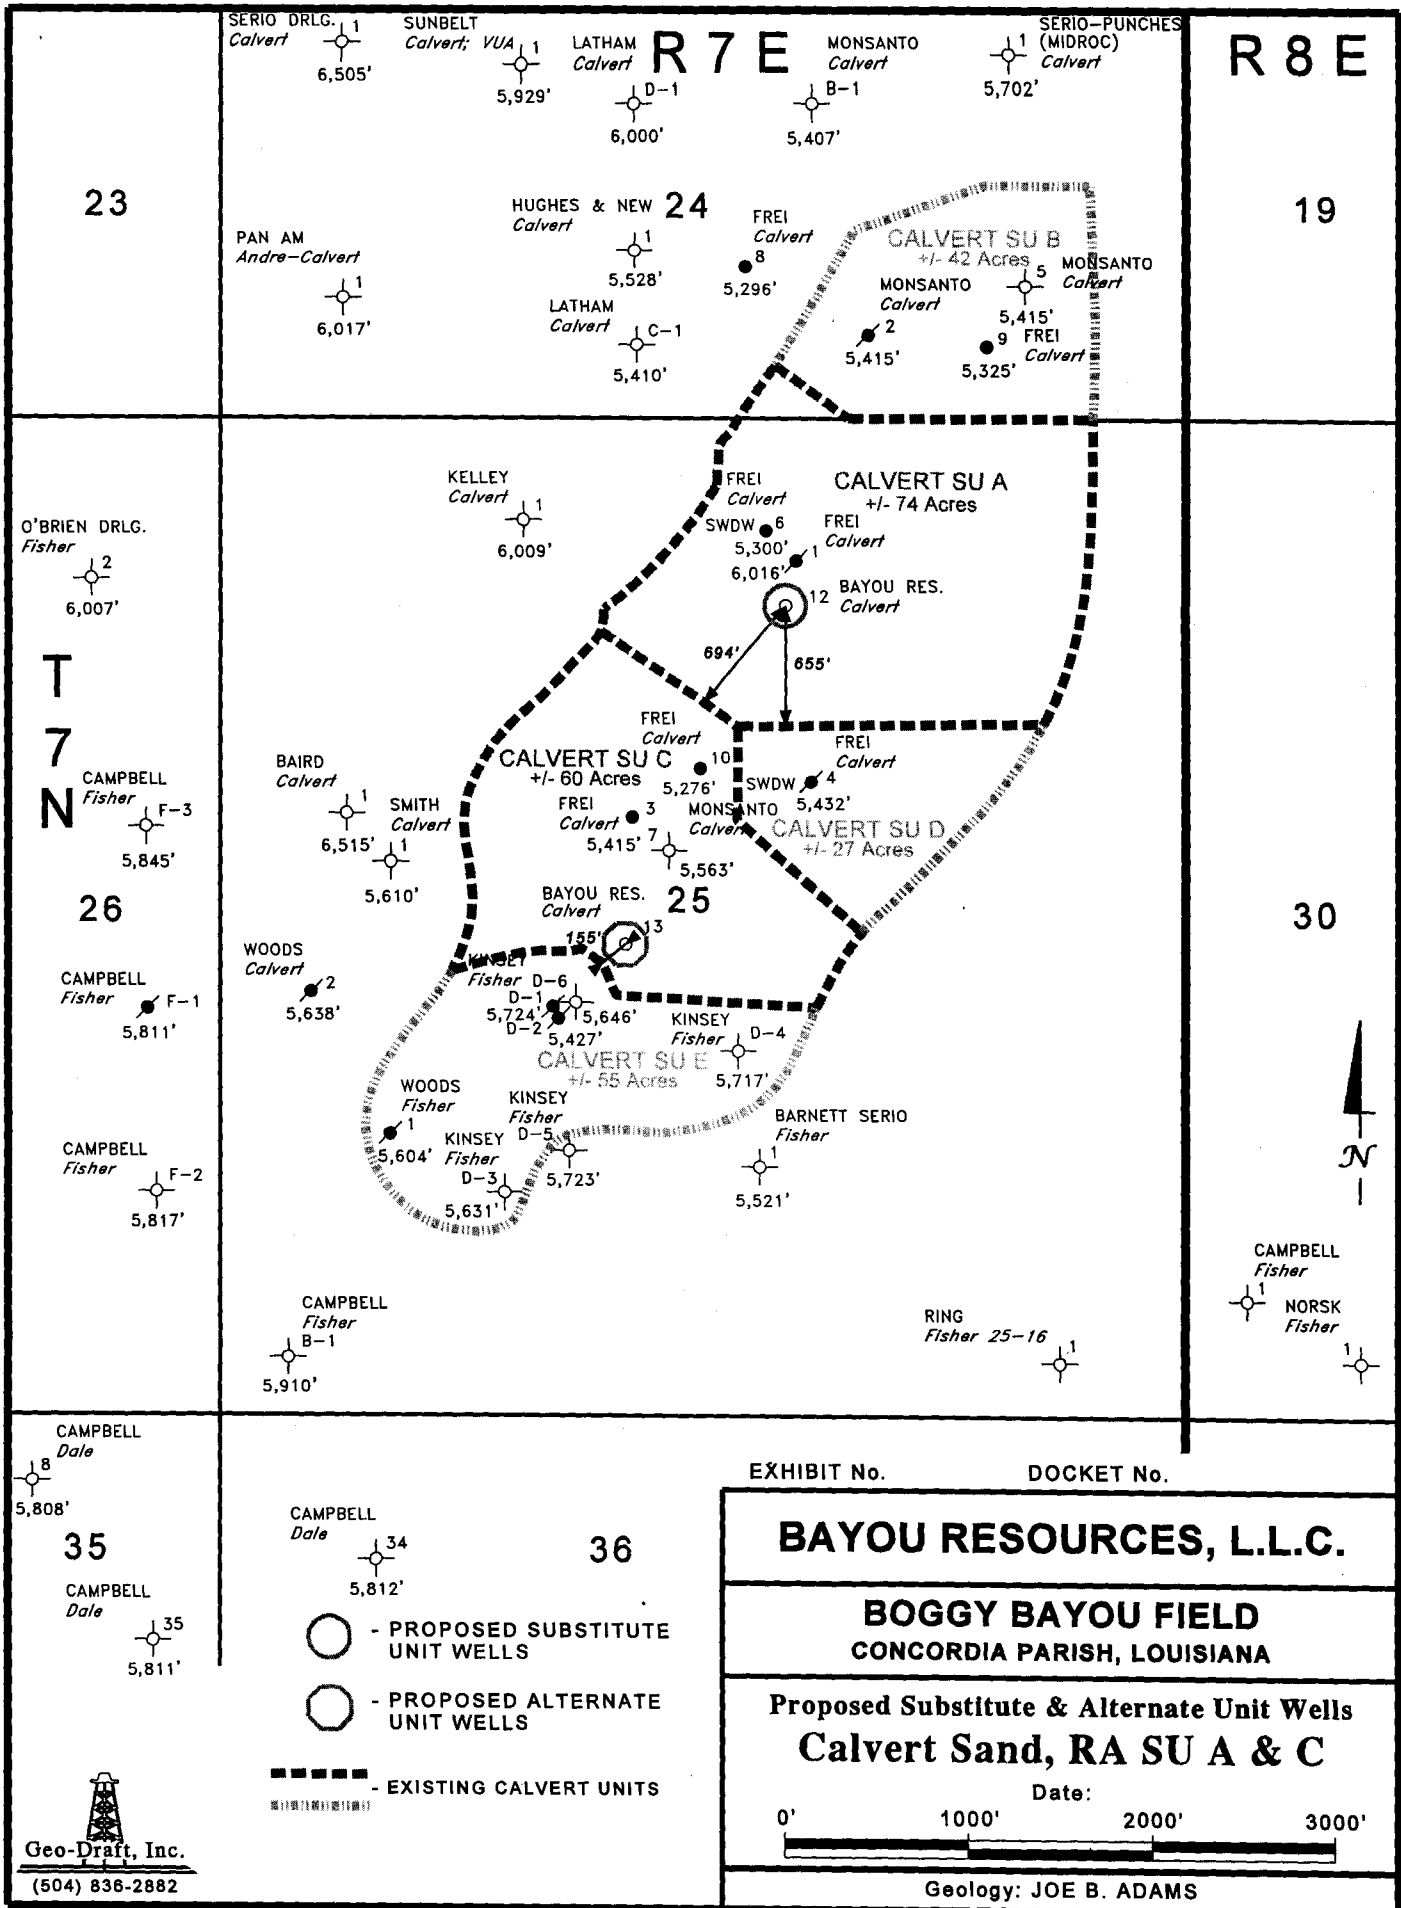 SERIO DRLG.
Calvert
1
6,505'
SUNBELT
Calvert; VUA
1
5,929'
LATHAM
Calvert
D-1
6,000'
R 7 E
MONSANTO
Calvert
B-1
5,407'
SERIO-PUNCHES
(MIDROC)
Calvert
1
5,702'
R 8 E
23
24
19
HUGHES & NEW
Calvert
1
5,528'
PAN AM
Andre-Calvert
1
6,017'
LATHAM
Calvert
C-1
5,410'
FREI
Calvert
8
5,296'
CALVERT SU B
+/- 42 Acres
MONSANTO
Calvert
5
5,415'
MONSANTO
Calvert
2
5,415'
9
FREI
Calvert
5,325'
KELLEY
Calvert
1
6,009'
O'BRIEN DRLG.
Fisher
2
6,007'
CALVERT SU A
+/- 74 Acres
FREI
Calvert
SWDW
6
5,300'
FREI
Calvert
1
6,016'
12
BAYOU RES.
Calvert
694'
655'
T
7
N
CAMPBELL
Fisher
F-3
5,845'
BAIRD
Calvert
1
6,515'
SMITH
Calvert
1
5,610'
FREI
Calvert
10
5,276'
CALVERT SU C
+/- 60 Acres
FREI
Calvert
3
5,415'
MONSANTO
Calvert
7
5,563'
FREI
Calvert
SWDW
4
5,432'
CALVERT SU D
+/- 27 Acres
26
25
30
BAYOU RES.
Calvert
13
155'
WOODS
Calvert
2
5,638'
CAMPBELL
Fisher
F-1
5,811'
KINSEY
Fisher
D-6
D-1
5,724'
5,646'
D-2
5,427'
KINSEY
Fisher
D-4
5,717'
CALVERT SU E
+/- 55 Acres
WOODS
Fisher
1
5,604'
KINSEY
Fisher
D-5
5,723'
KINSEY
Fisher
D-3
5,631'
BARNETT SERIO
Fisher
1
5,521'
CAMPBELL
Fisher
F-2
5,817'
N
CAMPBELL
Fisher
1
NORSK
Fisher
1
CAMPBELL
Fisher
B-1
5,910'
RING
Fisher 25-16
1
CAMPBELL
Dale
8
5,808'
35
CAMPBELL
Dale
34
5,812'
36
CAMPBELL
Dale
35
5,811'
- PROPOSED SUBSTITUTE
UNIT WELLS
- PROPOSED ALTERNATE
UNIT WELLS
- EXISTING CALVERT UNITS
Geo-Draft, Inc.
(504) 836-2882
EXHIBIT No.
DOCKET No.
BAYOU RESOURCES, L.L.C.
BOGGY BAYOU FIELD
CONCORDIA PARISH, LOUISIANA
Proposed Substitute & Alternate Unit Wells
Calvert Sand, RA SU A & C
Date:
0' 1000' 2000' 3000'
Geology: JOE B. ADAMS